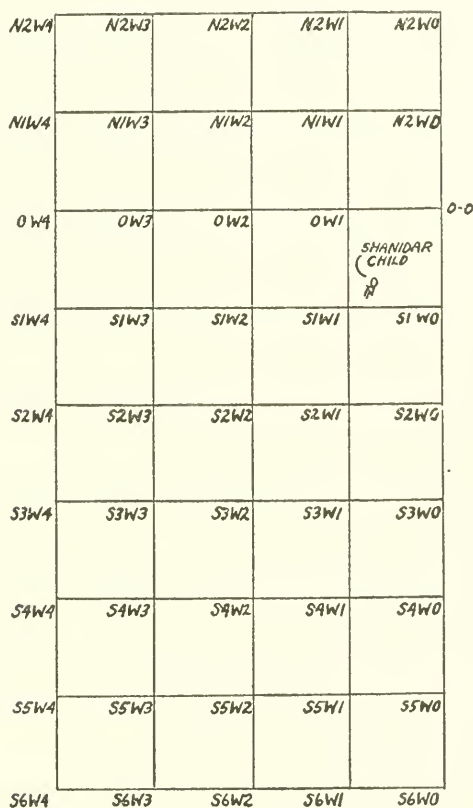 N2W4 N2W3 N2W2 N2W1 N2W0
N1W4 N1W3 N1W2 N1W1 N2W0
0W4 0W3 0W2 0W1 0-0
SHANIDAR
CHILD
S1W4 S1W3 S1W2 S1W1 S1W0
S2W4 S2W3 S2W2 S2W1 S2W0
S3W4 S3W3 S3W2 S3W1 S3W0
S4W4 S4W3 S4W2 S4W1 S4W0
S5W4 S5W3 S5W2 S5W1 S5W0
S6W4 S6W3 S6W2 S6W1 S6W0